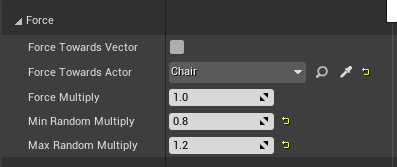 Force
Force Towards Vector
Force Towards Actor Chair
Force Multiply 1.0
Min Random Multiply 0.8
Max Random Multiply 1.2